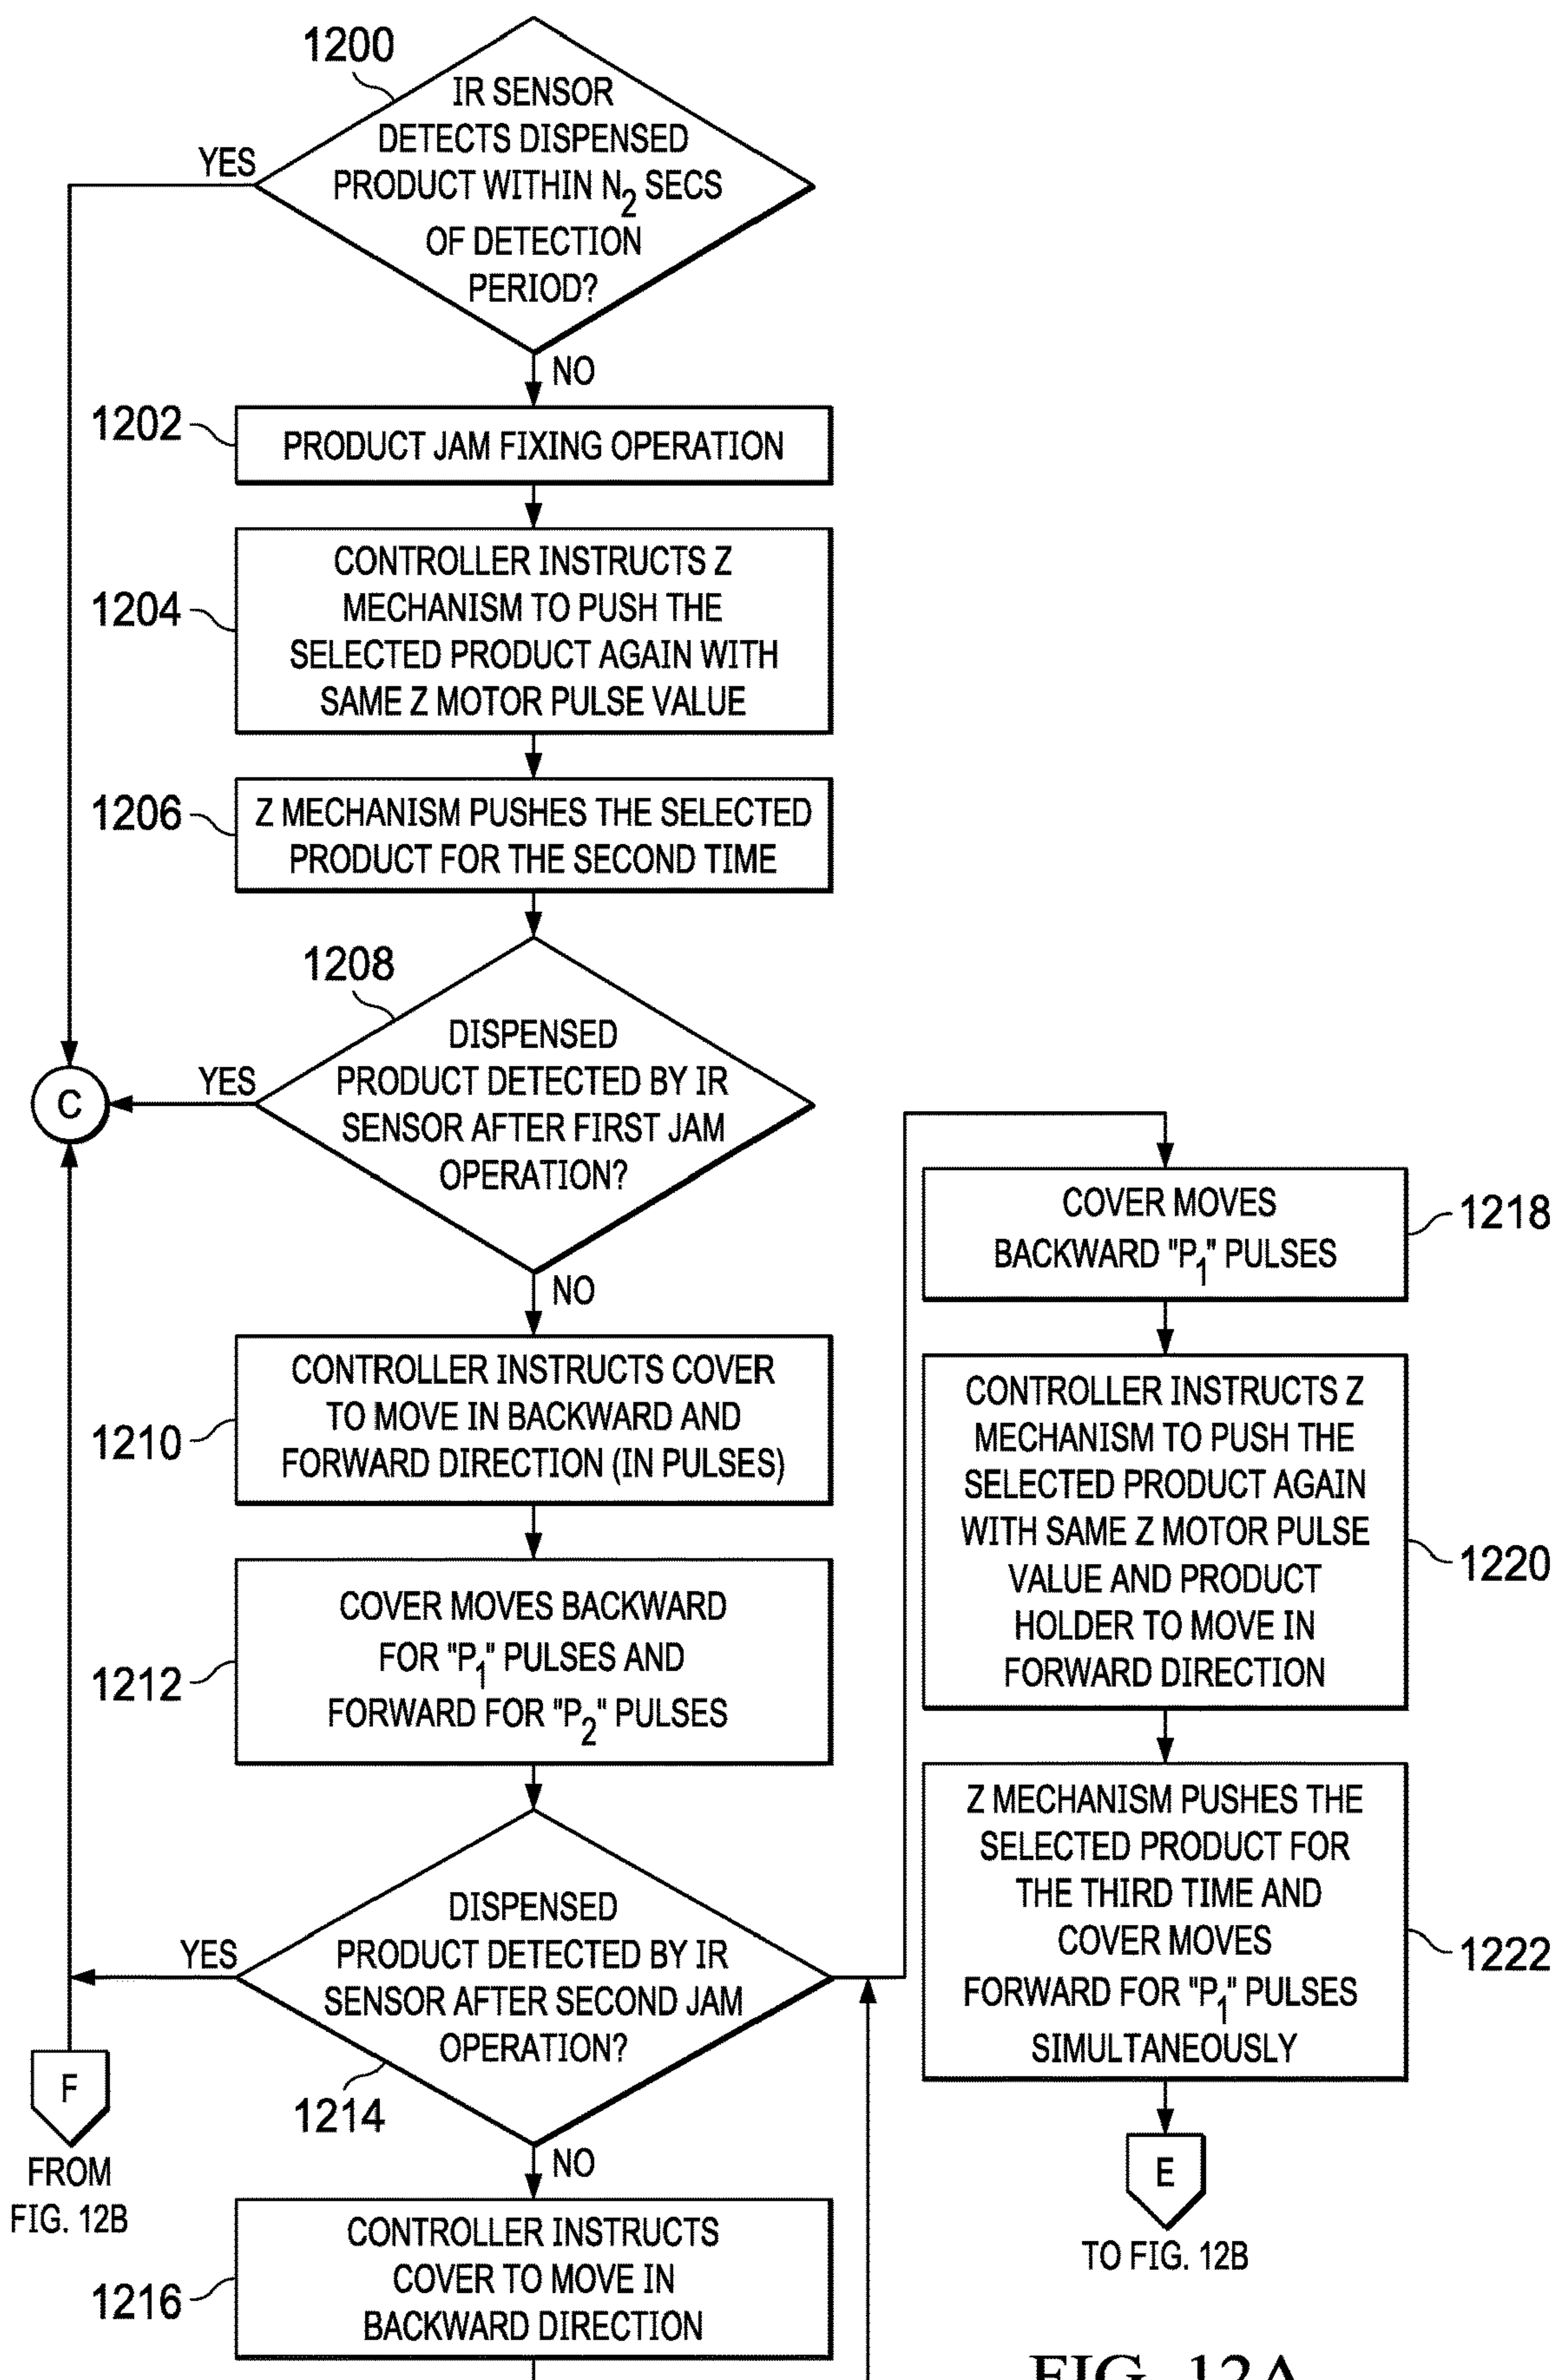 1200
IR SENSOR
DETECTS DISPENSED
PRODUCT WITHIN N2 SECS
OF DETECTION
PERIOD?
YES
NO
1202
PRODUCT JAM FIXING OPERATION
1204
CONTROLLER INSTRUCTS Z
MECHANISM TO PUSH THE
SELECTED PRODUCT AGAIN WITH
SAME Z MOTOR PULSE VALUE
1206
Z MECHANISM PUSHES THE SELECTED
PRODUCT FOR THE SECOND TIME
1208
DISPENSED
PRODUCT DETECTED BY IR
SENSOR AFTER FIRST JAM
OPERATION?
YES
C
NO
1210
CONTROLLER INSTRUCTS COVER
TO MOVE IN BACKWARD AND
FORWARD DIRECTION (IN PULSES)
1212
COVER MOVES BACKWARD
FOR "P1" PULSES AND
FORWARD FOR "P2" PULSES
DISPENSED
PRODUCT DETECTED BY IR
SENSOR AFTER SECOND JAM
OPERATION?
1214
YES
NO
F
FROM
FIG. 12B
1216
CONTROLLER INSTRUCTS
COVER TO MOVE IN
BACKWARD DIRECTION
COVER MOVES
BACKWARD "P1" PULSES
1218
CONTROLLER INSTRUCTS Z
MECHANISM TO PUSH THE
SELECTED PRODUCT AGAIN
WITH SAME Z MOTOR PULSE
VALUE AND PRODUCT
HOLDER TO MOVE IN
FORWARD DIRECTION
1220
Z MECHANISM PUSHES THE
SELECTED PRODUCT FOR
THE THIRD TIME AND
COVER MOVES
FORWARD FOR "P1" PULSES
SIMULTANEOUSLY
1222
E
TO FIG. 12B
FIG. 12A